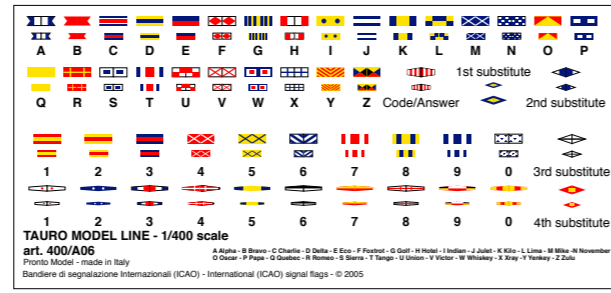 A B C D E F G H I J K L M N O P
1st substitute
Q R S T U V W X Y Z Code/Answer 2nd substitute
1 2 3 4 5 6 7 8 9 0 3rd substitute
1 2 3 4 5 6 7 8 9 0 4th substitute
TAURO MODEL LINE - 1/400 scale
art. 400/A06
A Alpha - B Bravo - C Charlie - D Delta - E Eco - F Foxtrot - G Golf - H Hotel - I Indian - J Julet - K Kilo - L Lima - M Mike -N November
O Oscar - P Papa - Q Quebec - R Romeo - S Sierra - T Tango - U Union - V Victor - W Whiskey - X Xray -Y Yenkey - Z Zulu
Pronto Model - made in Italy
Bandiere di segnalazione Internazionali (ICAO) - International (ICAO) signal flags - © 2005